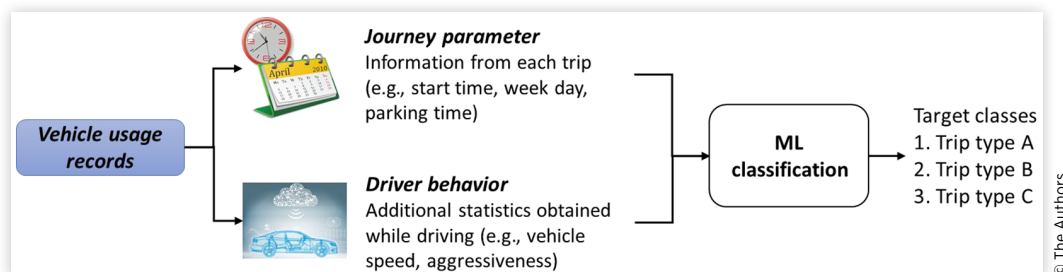 Vehicle usage
records
April
2010
Journey parameter
Information from each trip
(e.g., start time, week day,
parking time)
Driver behavior
Additional statistics obtained
while driving (e.g., vehicle
speed, aggressiveness)
ML
classification
Target classes
1. Trip type A
2. Trip type B
3. Trip type C
© The Authors